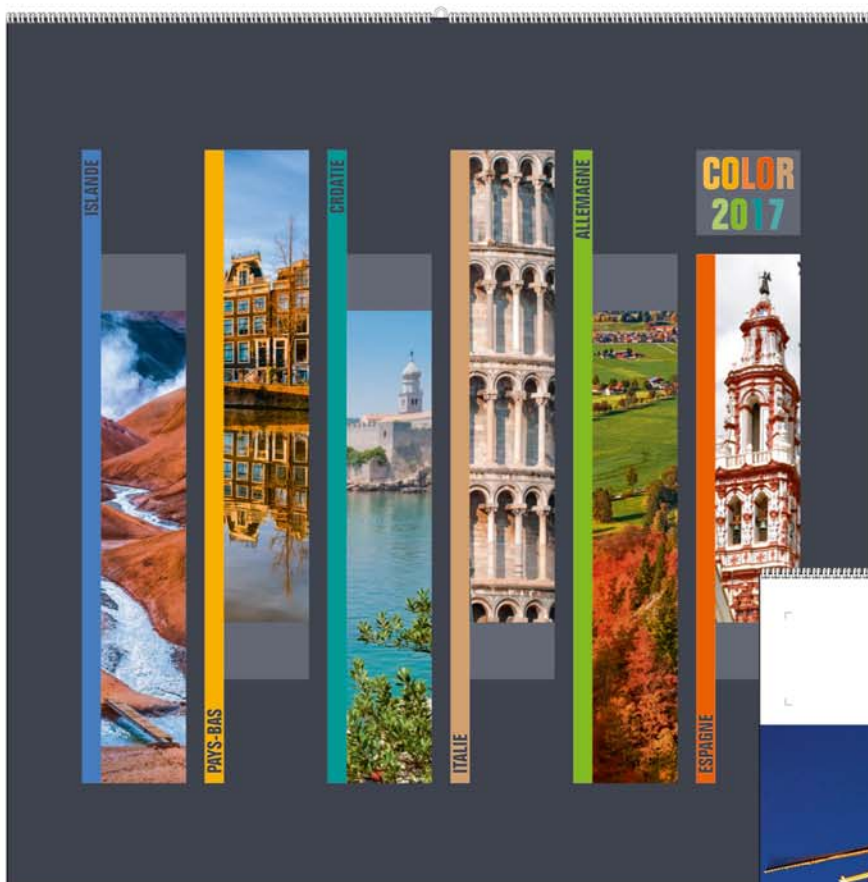 ISLANDE
PAYS-BAS
CROATIE
ITALIE
ALLEMAGNE
COLOR
2017
ESPAGNE